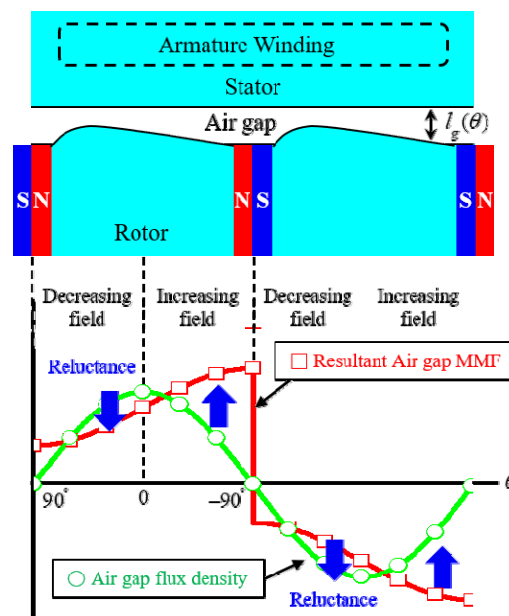 Armature Winding
Stator
Air gap
l_g(θ)
S N
N S
S N
Rotor
Decreasing field
Increasing field
Decreasing field
Increasing field
Reluctance
Resultant Air gap MMF
90° 0 –90°
Air gap flux density
Reluctance